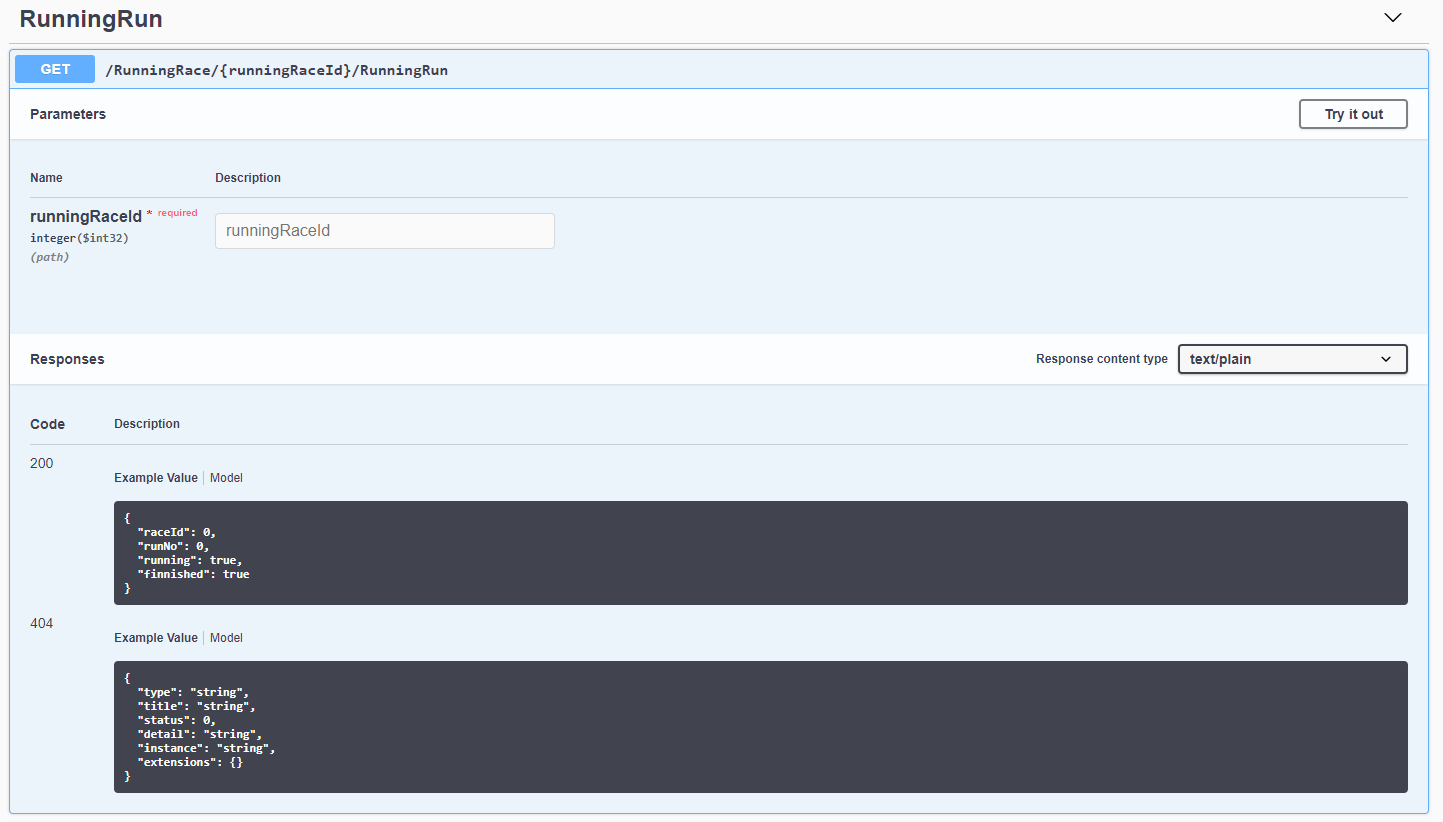 RunningRun
GET /RunningRace/{runningRaceId}/RunningRun
Parameters Try it out
Name Description
runningRaceId * required
integer($int32)
(path)
runningRaceId
Responses Response content type text/plain
Code Description
200
Example Value Model
{
"raceId": 0,
"runNo": 0,
"running": true,
"finnished": true
}
404
Example Value Model
{
"type": "string",
"title": "string",
"status": 0,
"detail": "string",
"instance": "string",
"extensions": {}
}